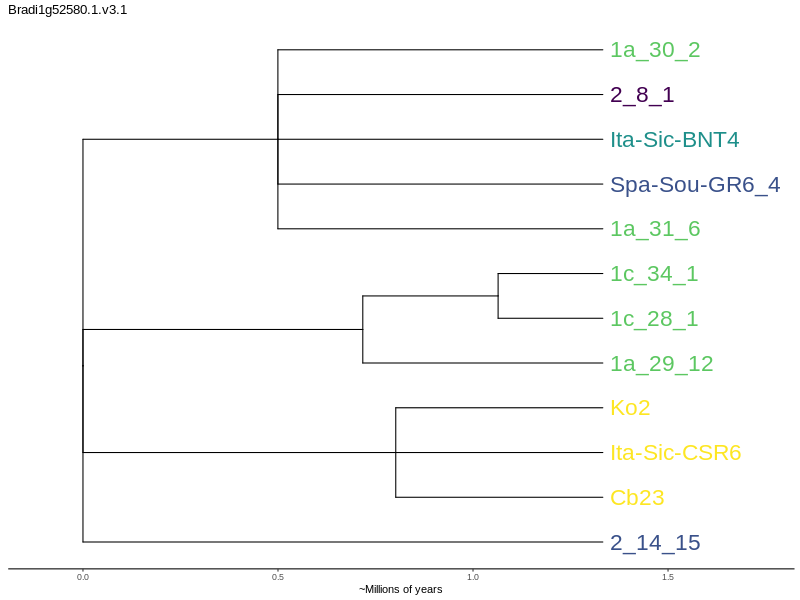 Bradi1g52580.1.v3.1
1a_30_2
2_8_1
Ita-Sic-BNT4
Spa-Sou-GR6_4
1a_31_6
1c_34_1
1c_28_1
1a_29_12
Ko2
Ita-Sic-CSR6
Cb23
2_14_15
0.0 0.5 1.0 1.5
~Millions of years